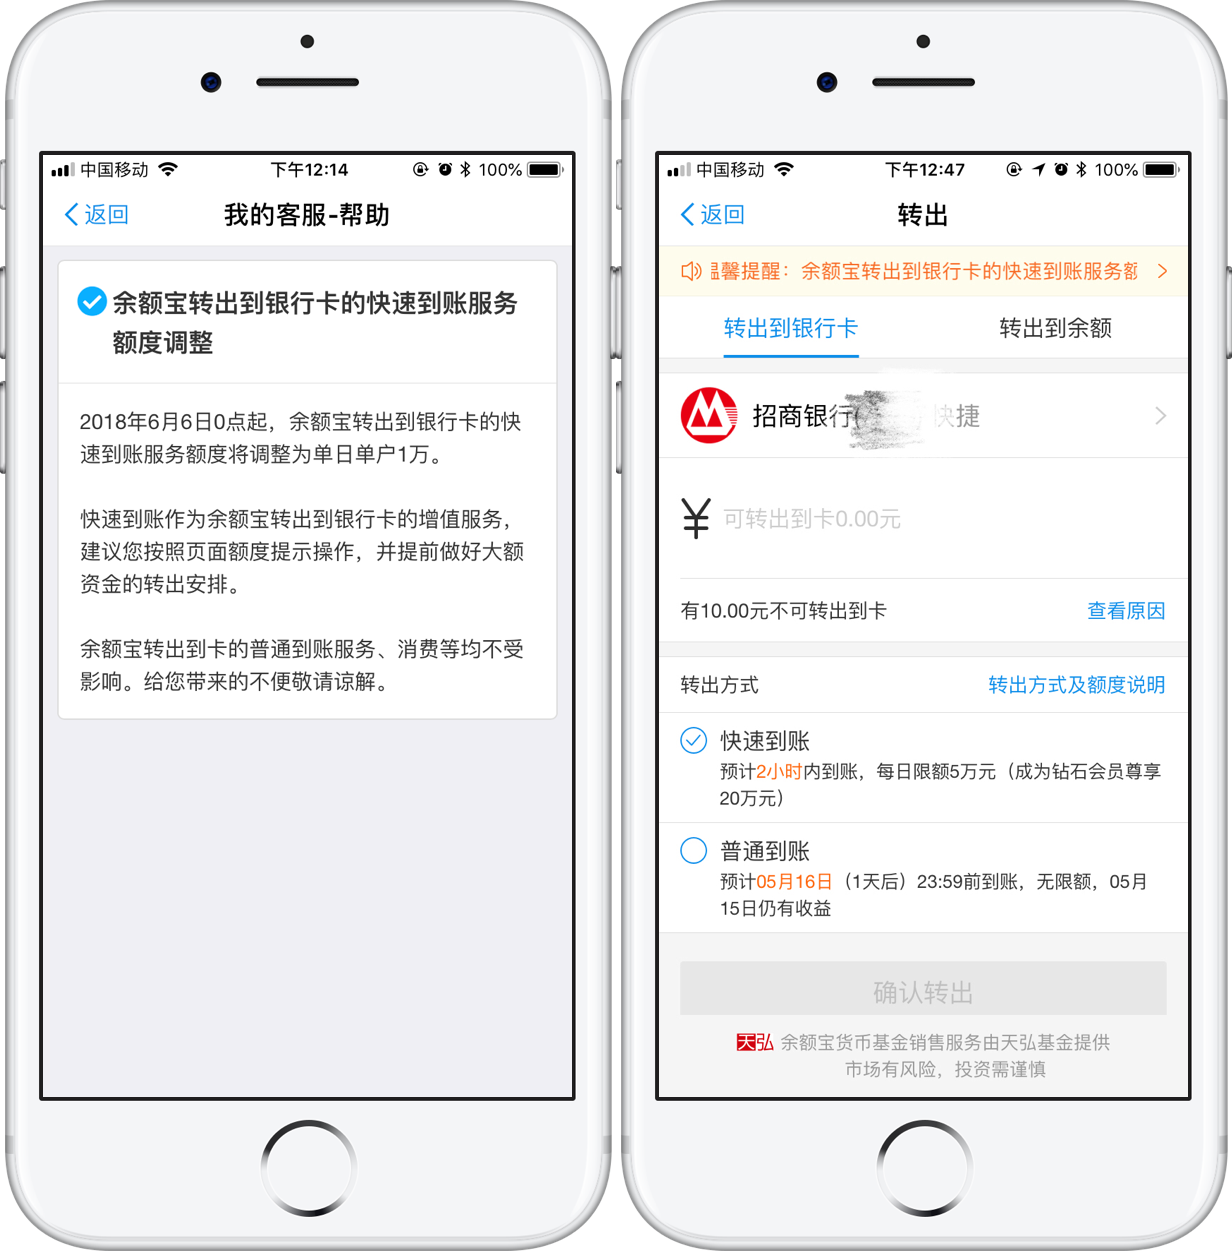 中国移动
下午12:14
100%
返回
我的客服-帮助
余额宝转出到银行卡的快速到账服务
额度调整
2018年6月6日0点起，余额宝转出到银行卡的快
速到账服务额度将调整为单日单户1万。
快速到账作为余额宝转出到银行卡的增值服务，
建议您按照页面额度提示操作，并提前做好大额
资金的转出安排。
余额宝转出到卡的普通到账服务、消费等均不受
影响。给您带来的不便敬请谅解。
中国移动
下午12:47
100%
返回
转出
温馨提醒：余额宝转出到银行卡的快速到账服务额
转出到银行卡
转出到余额
招商银行(
快捷
¥ 可转出到卡0.00元
有10.00元不可转出到卡
查看原因
转出方式
转出方式及额度说明
快速到账
预计2小时内到账，每日限额5万元（成为钻石会员尊享
20万元）
普通到账
预计05月16日（1天后）23:59前到账，无限额，05月
15日仍有收益
确认转出
天弘 余额宝货币基金销售服务由天弘基金提供
市场有风险，投资需谨慎